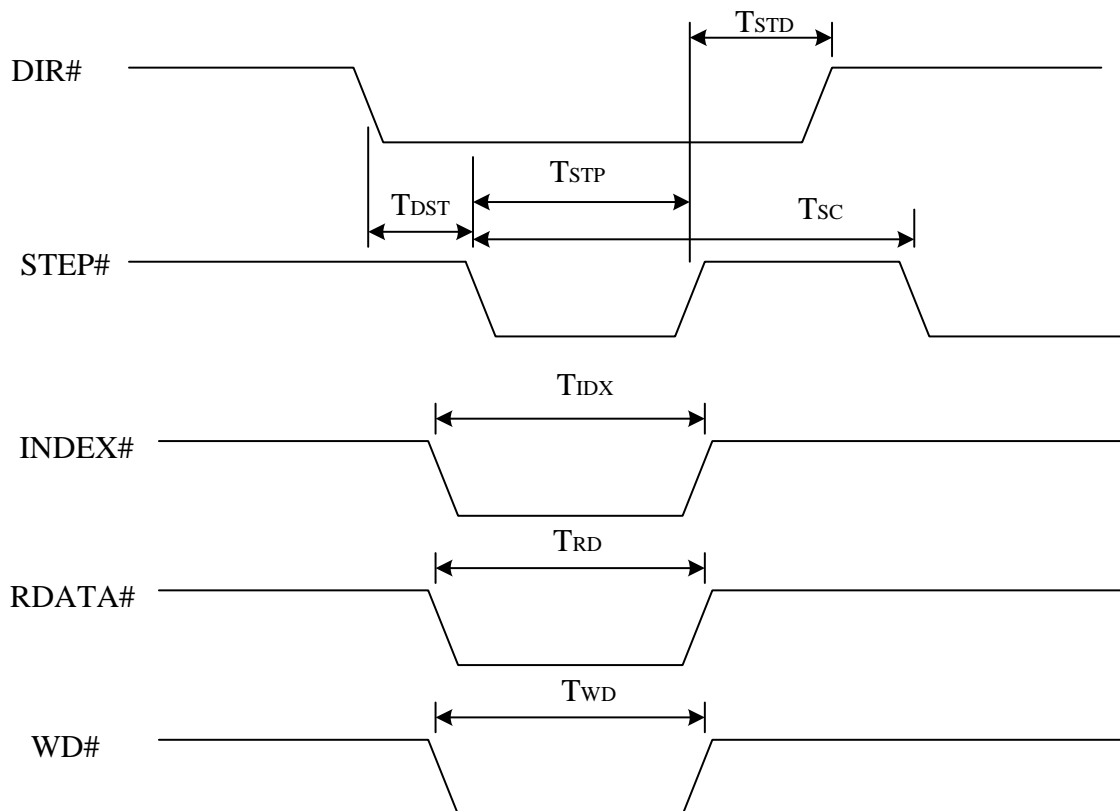 TSTD
DIR#
TSTP
TDST
TSC
STEP#
TIDX
INDEX#
TRD
RDATA#
TWD
WD#